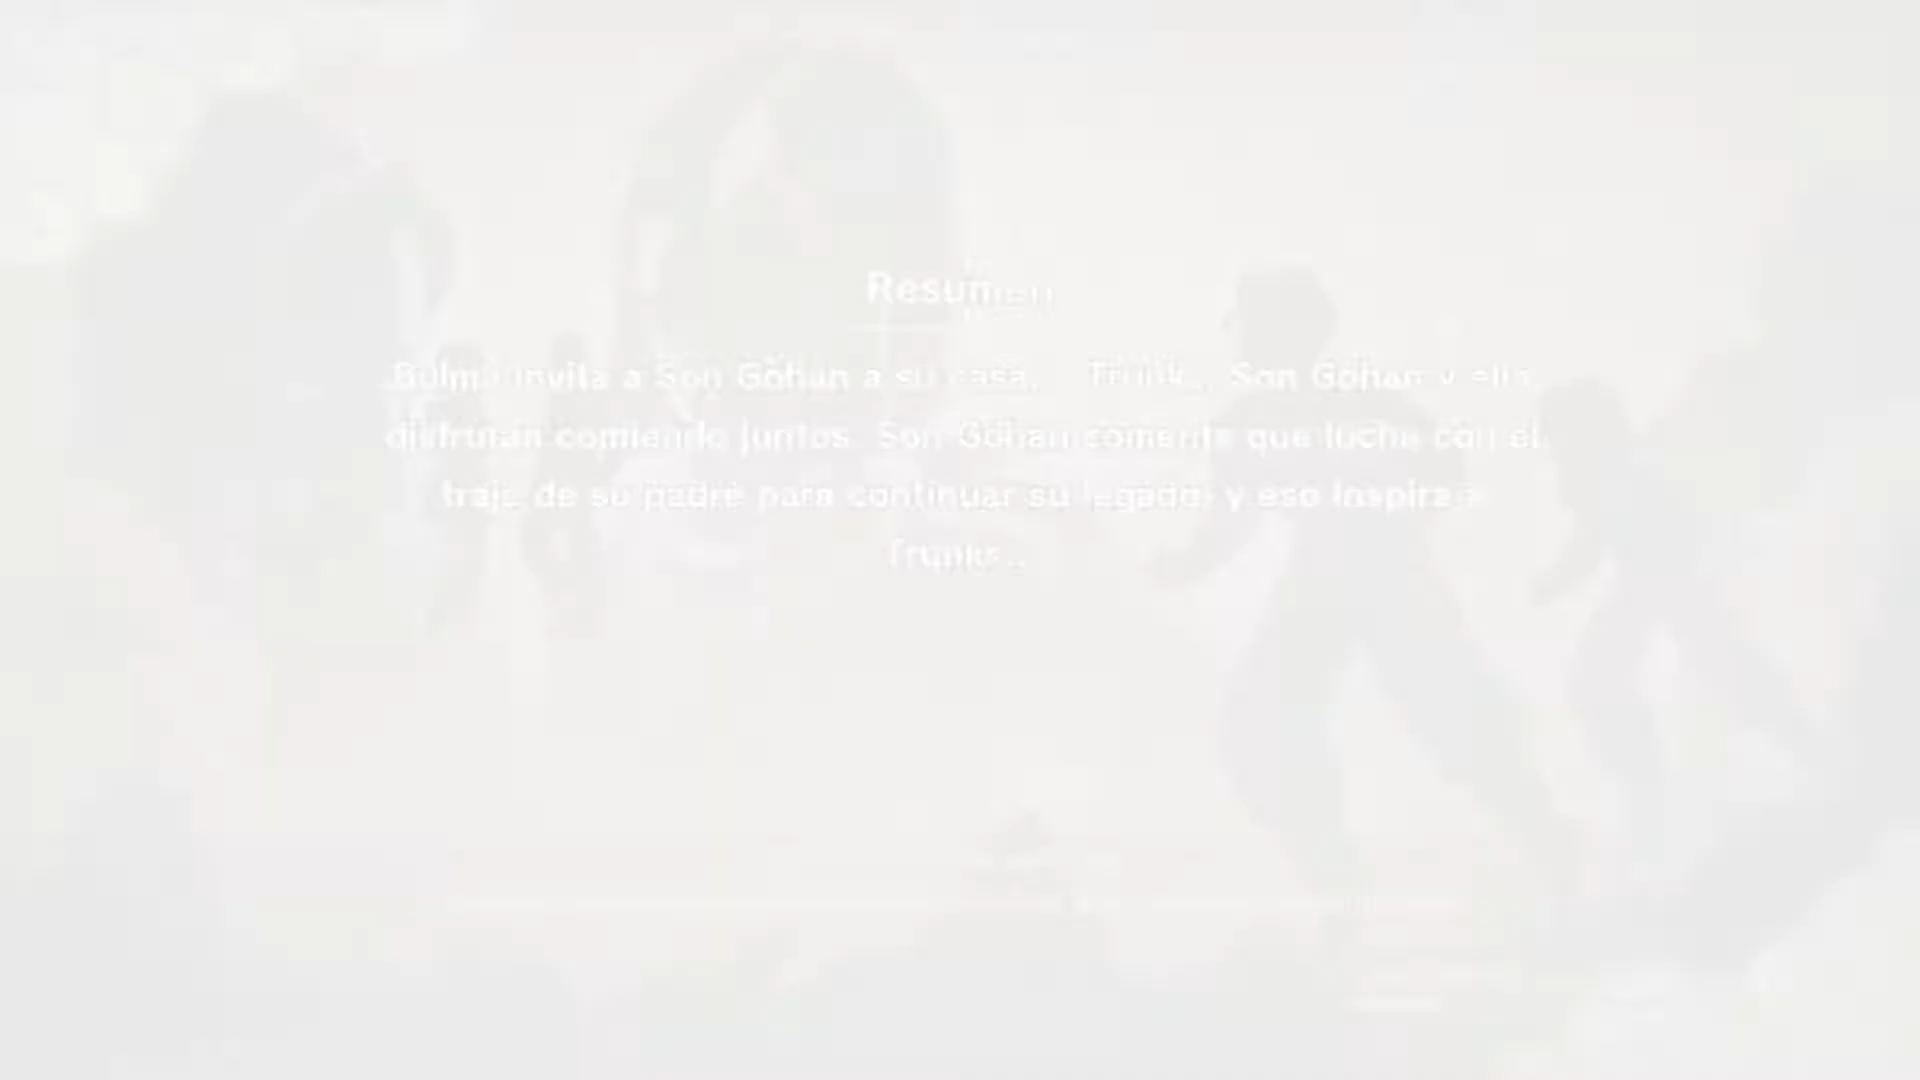 Resumen
Bulma invita a Son Gohan a su casa. Trunks, Son Gohan y ella
disfrutan comiendo juntos. Son Gohan comenta que lucha con el
traje de su padre para continuar su legado, y eso inspira a
Trunks...